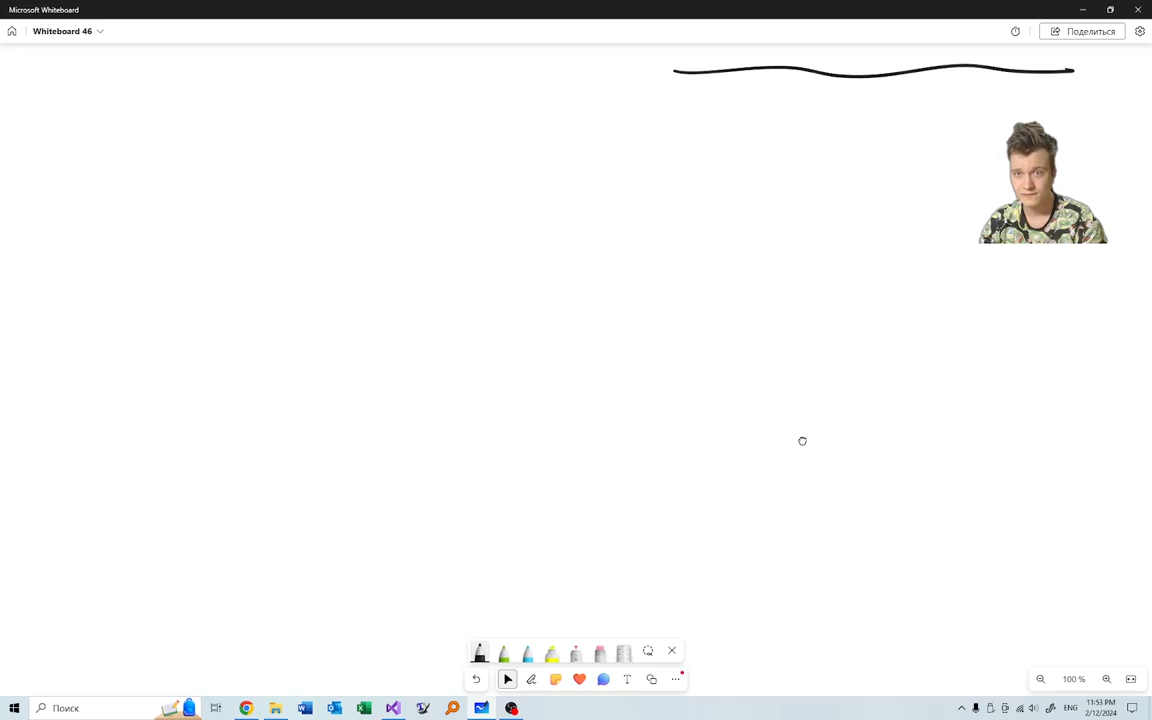 Microsoft Whiteboard
Whiteboard 46
Поделиться
100 %
Поиск
ENG
11:53 PM
2/12/2024